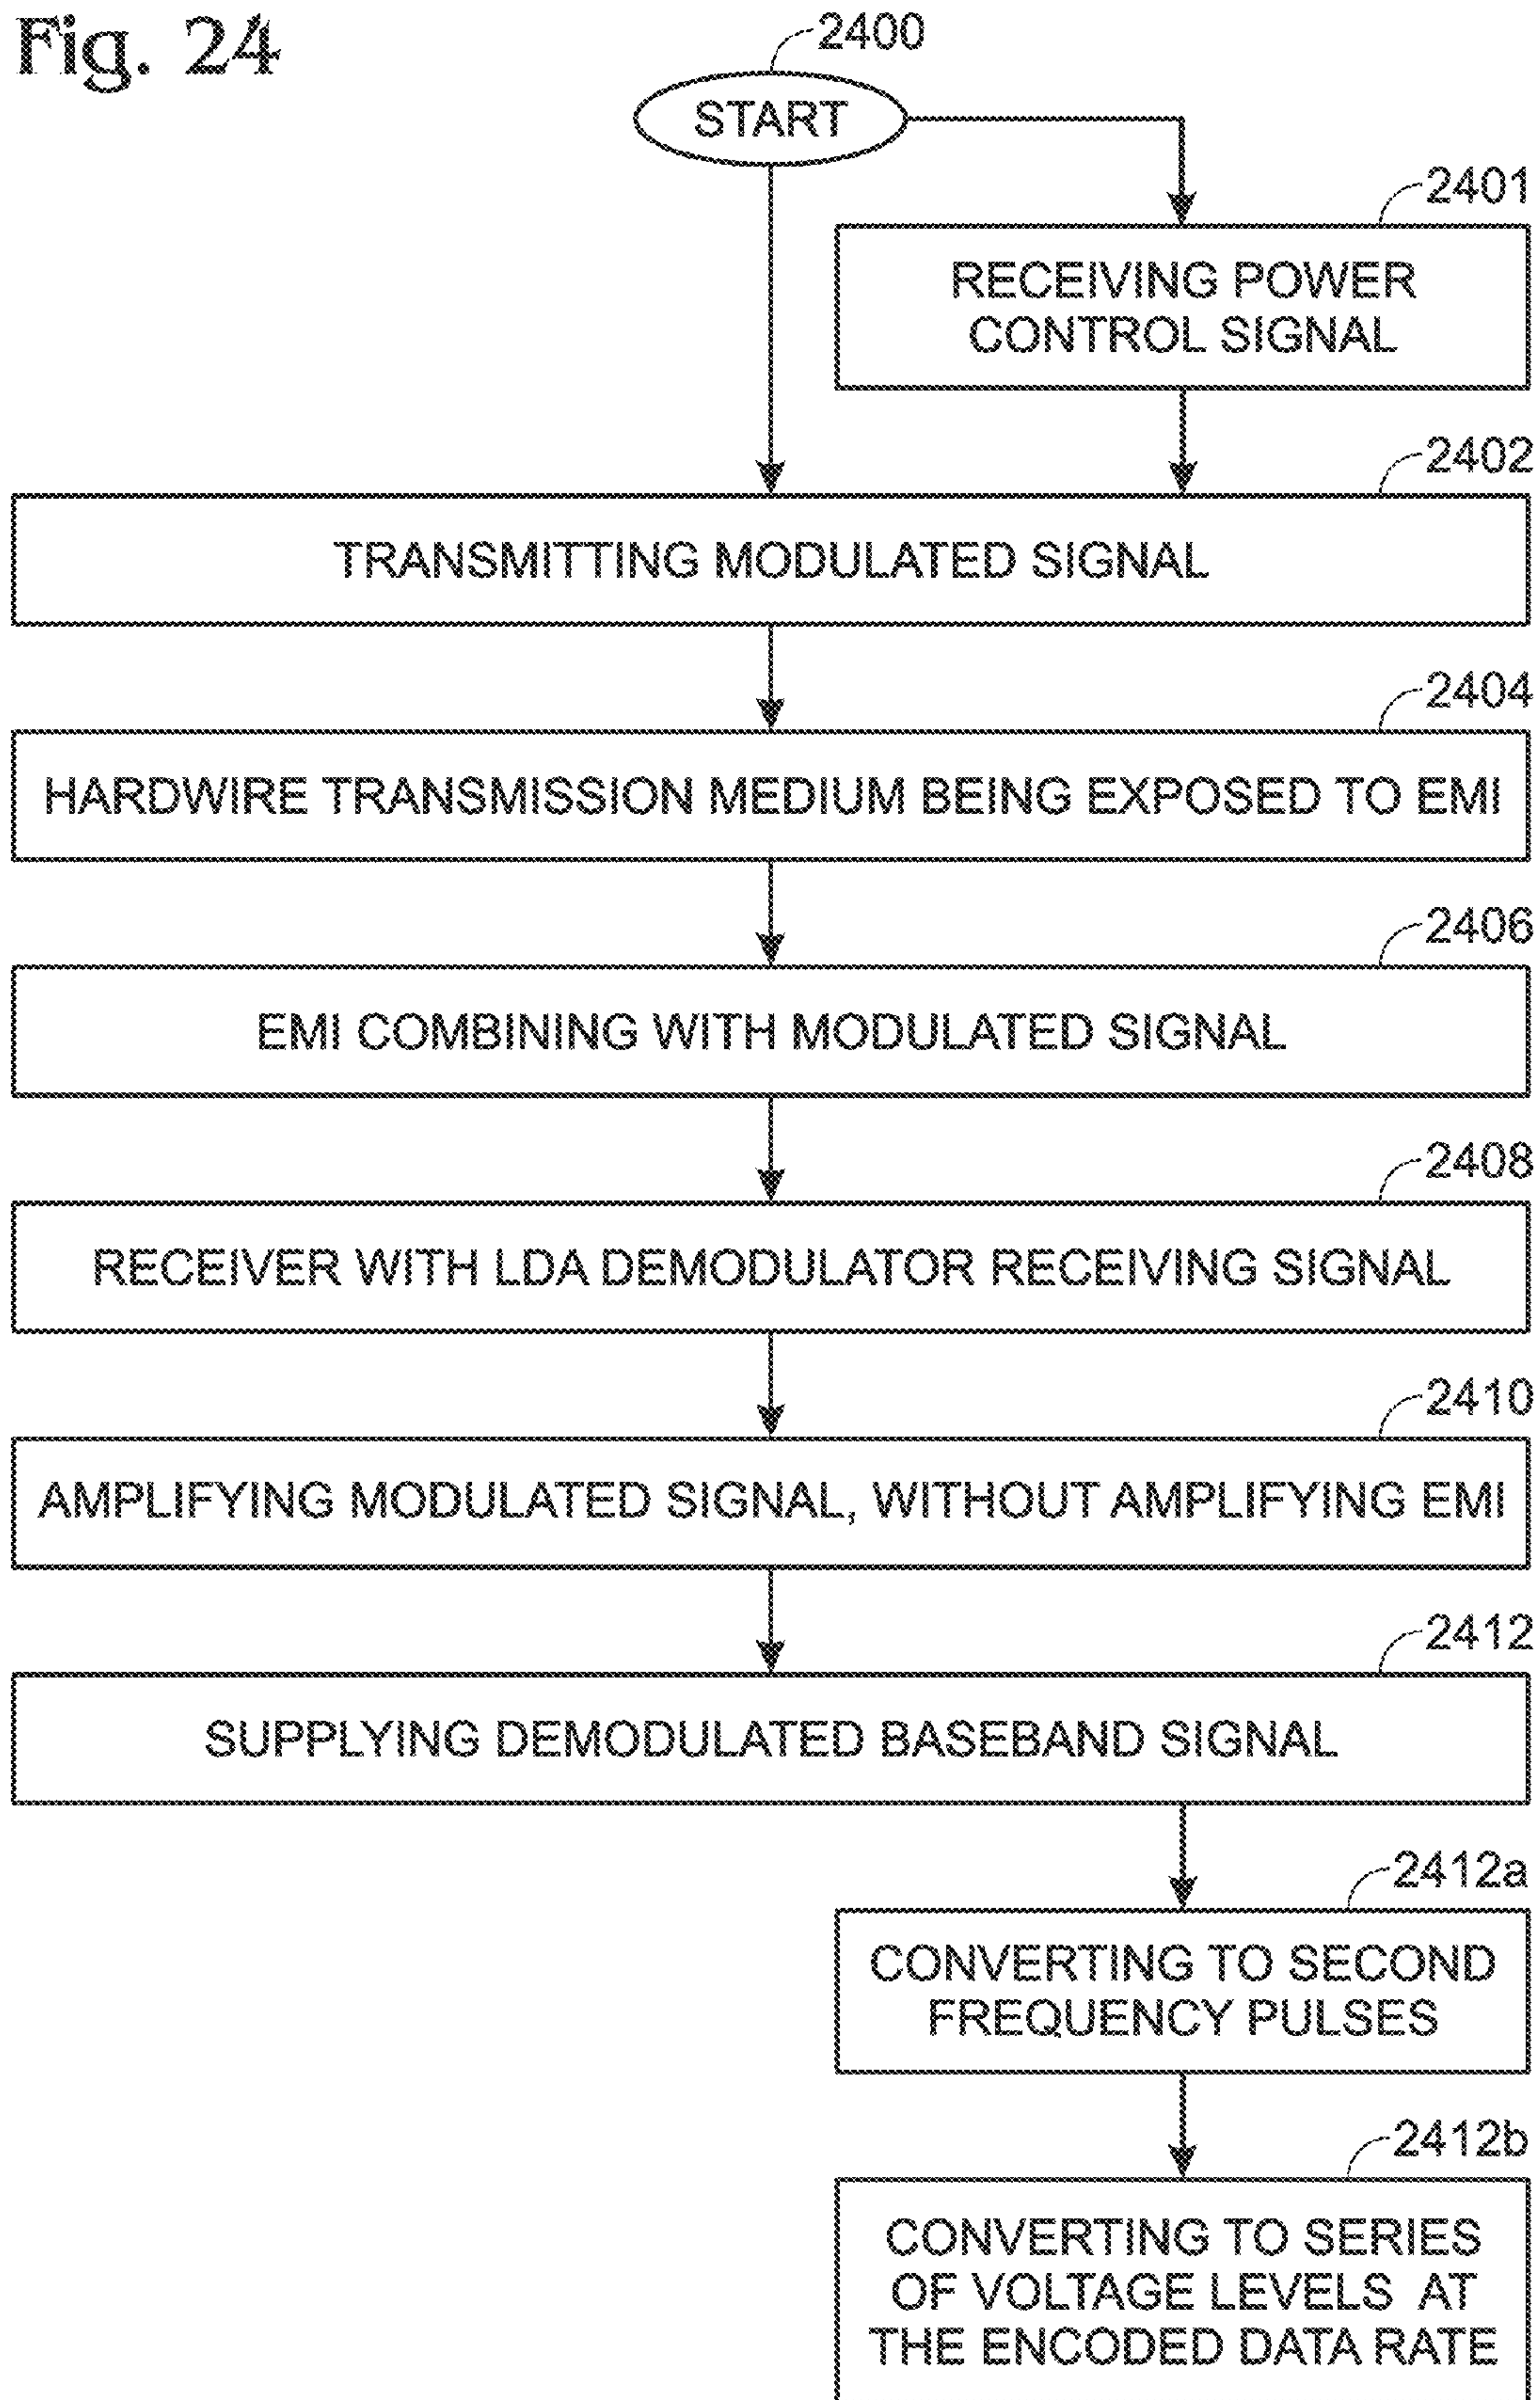 Fig. 24
2400
START
2401
RECEIVING POWER
CONTROL SIGNAL
2402
TRANSMITTING MODULATED SIGNAL
2404
HARDWIRE TRANSMISSION MEDIUM BEING EXPOSED TO EMI
2406
EMI COMBINING WITH MODULATED SIGNAL
2408
RECEIVER WITH LDA DEMODULATOR RECEIVING SIGNAL
2410
AMPLIFYING MODULATED SIGNAL, WITHOUT AMPLIFYING EMI
2412
SUPPLYING DEMODULATED BASEBAND SIGNAL
2412a
CONVERTING TO SECOND
FREQUENCY PULSES
2412b
CONVERTING TO SERIES
OF VOLTAGE LEVELS AT
THE ENCODED DATA RATE